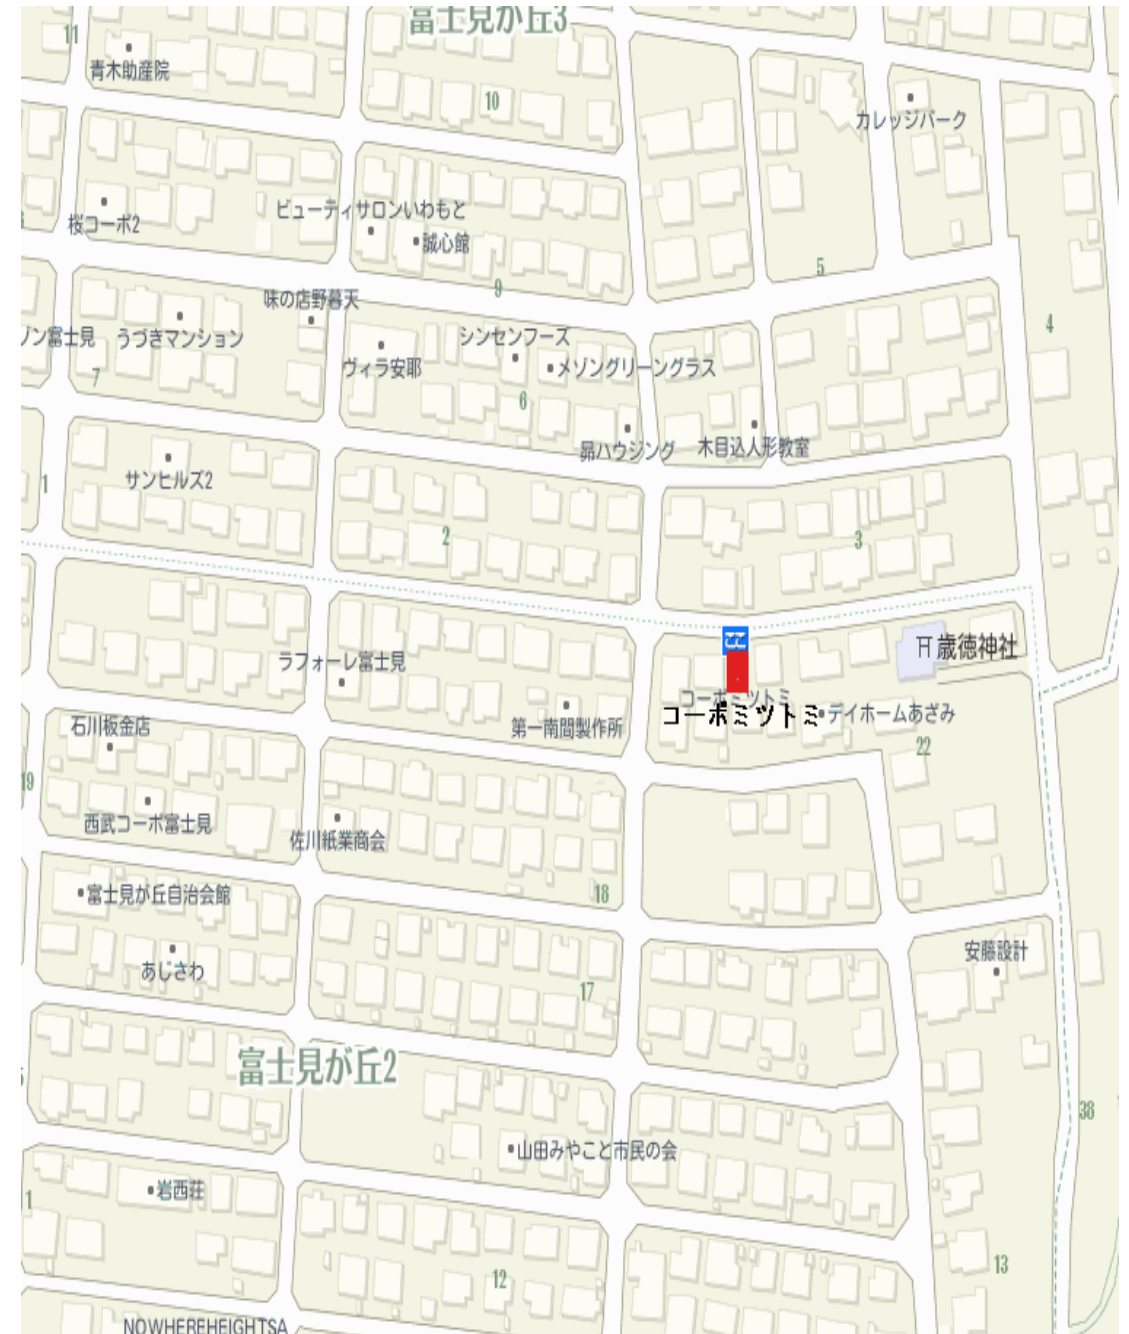 富士見が丘3
11
青木助産院
10
カレッジパーク
ビューティサロンいわもと
桜コーポ2
誠心館
5
9
味の店野暮天
4
ゾン富士見
うづきマンション
シンセンフーズ
ヴィラ安耶
メゾングリーングラス
7
6
昴ハウジング
木目込人形教室
サンヒルズ2
1
2
3
歳徳神社
ラフォーレ富士見
コーポミツトミ
コーポミツトミ
デイホームあざみ
石川板金店
第一南間製作所
22
19
西武コーポ富士見
佐川紙業商会
富士見が丘自治会館
18
安藤設計
あじさわ
17
富士見が丘2
38
山田みやこと市民の会
岩西荘
1
13
12
NOWHEREHEIGHTSA